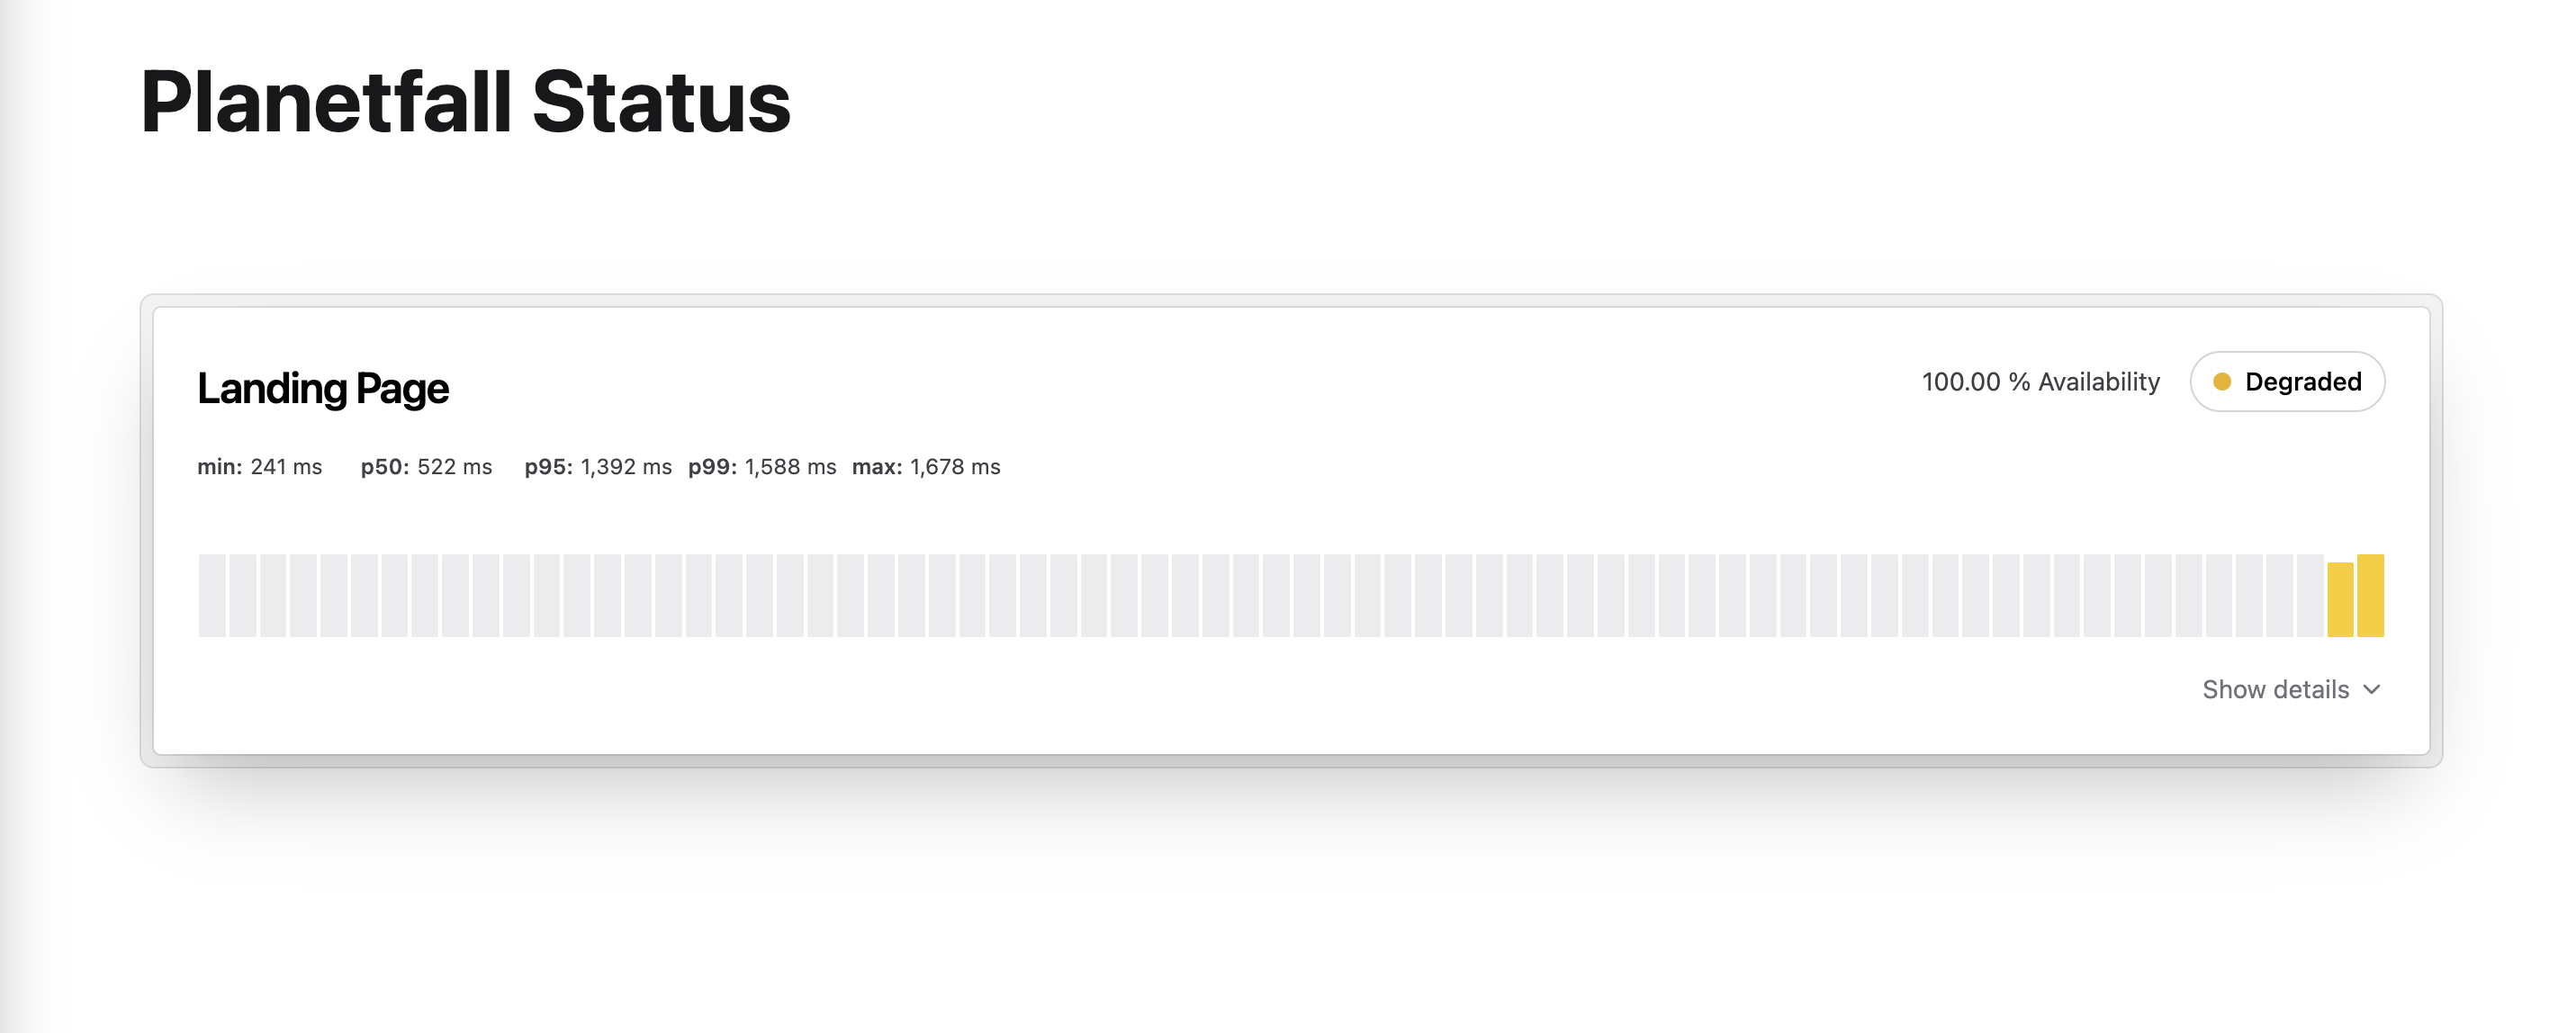 Planetfall Status
Landing Page
100.00 % Availability
Degraded
min: 241 ms p50: 522 ms p95: 1,392 ms p99: 1,588 ms max: 1,678 ms
Show details